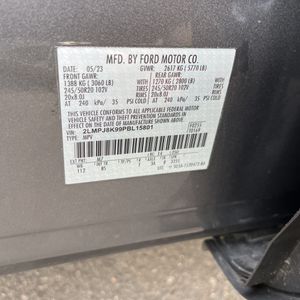 MFD. BY FORD MOTOR CO.
DATE: 05/23 GVWR: 2617 KG ( 5770 LB)
FRONT GAWR: REAR GAWR:
1388 KG ( 3060 LB) 1270 KG ( 2800 LB)
245/50R20 102V 245/50R20 102V
20x8.0J 20x8.0J
AT 240 kPA/ 35 PSI COLD AT 240 kPA/ 35 PSI COLD
THIS VEHICLE CONFORMS TO ALL APPLICABLE FEDERAL MOTOR
VEHICLE SAFETY AND THEFT PREVENTION STANDARDS IN
EFFECT ON THE DATE OF MANUFACTURE SHOWN ABOVE.
VIN: 2LMPJ8K99PBL15801
TYPE: MPV